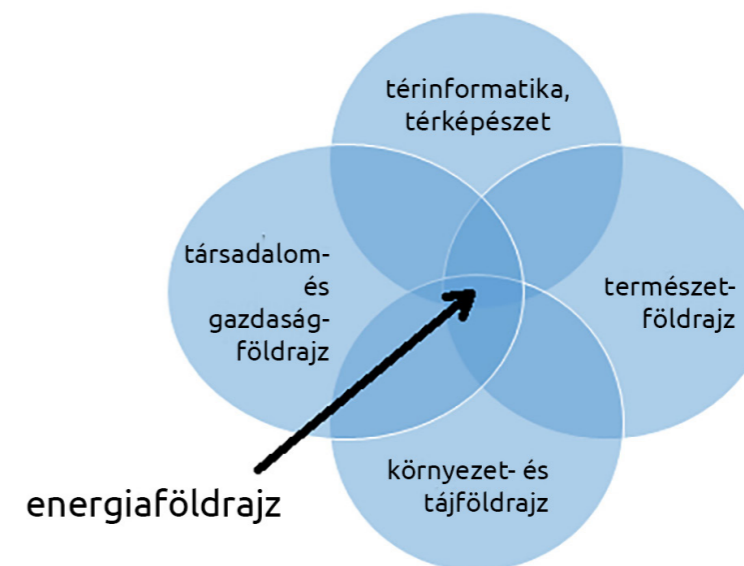 térinformatika,
térképészet
társadalom-
és
gazdaság-
földrajz
természet-
földrajz
környezet- és
tájföldrajz
energiaföldrajz